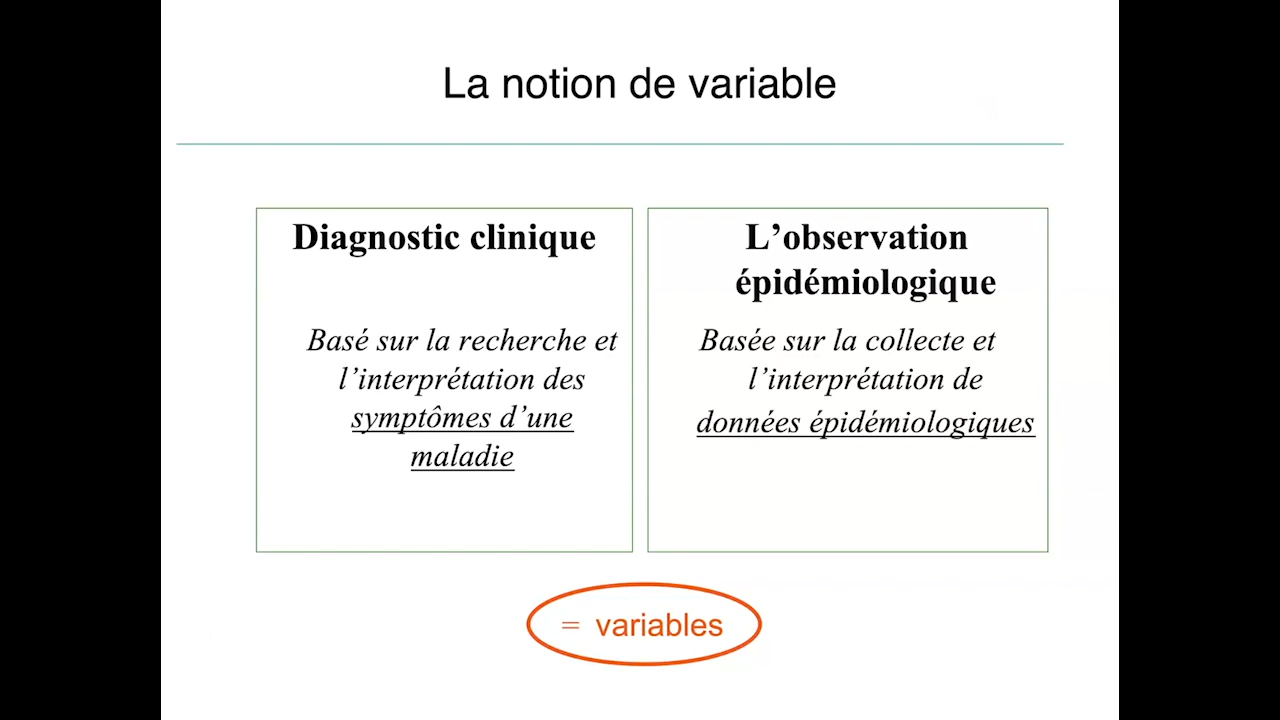 La notion de variable
Diagnostic clinique
Basé sur la recherche et
l’interprétation des
symptômes d’une
maladie
L’observation
épidémiologique
Basée sur la collecte et
l’interprétation de
données épidémiologiques
= variables